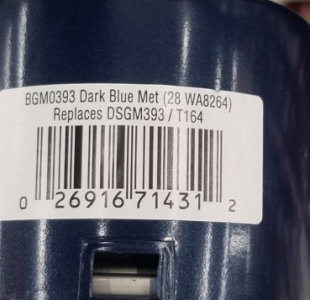 BGM0393 Dark Blue Met (28 WA8264)
Replaces DSGM393 / T164
0 26916 71431 2